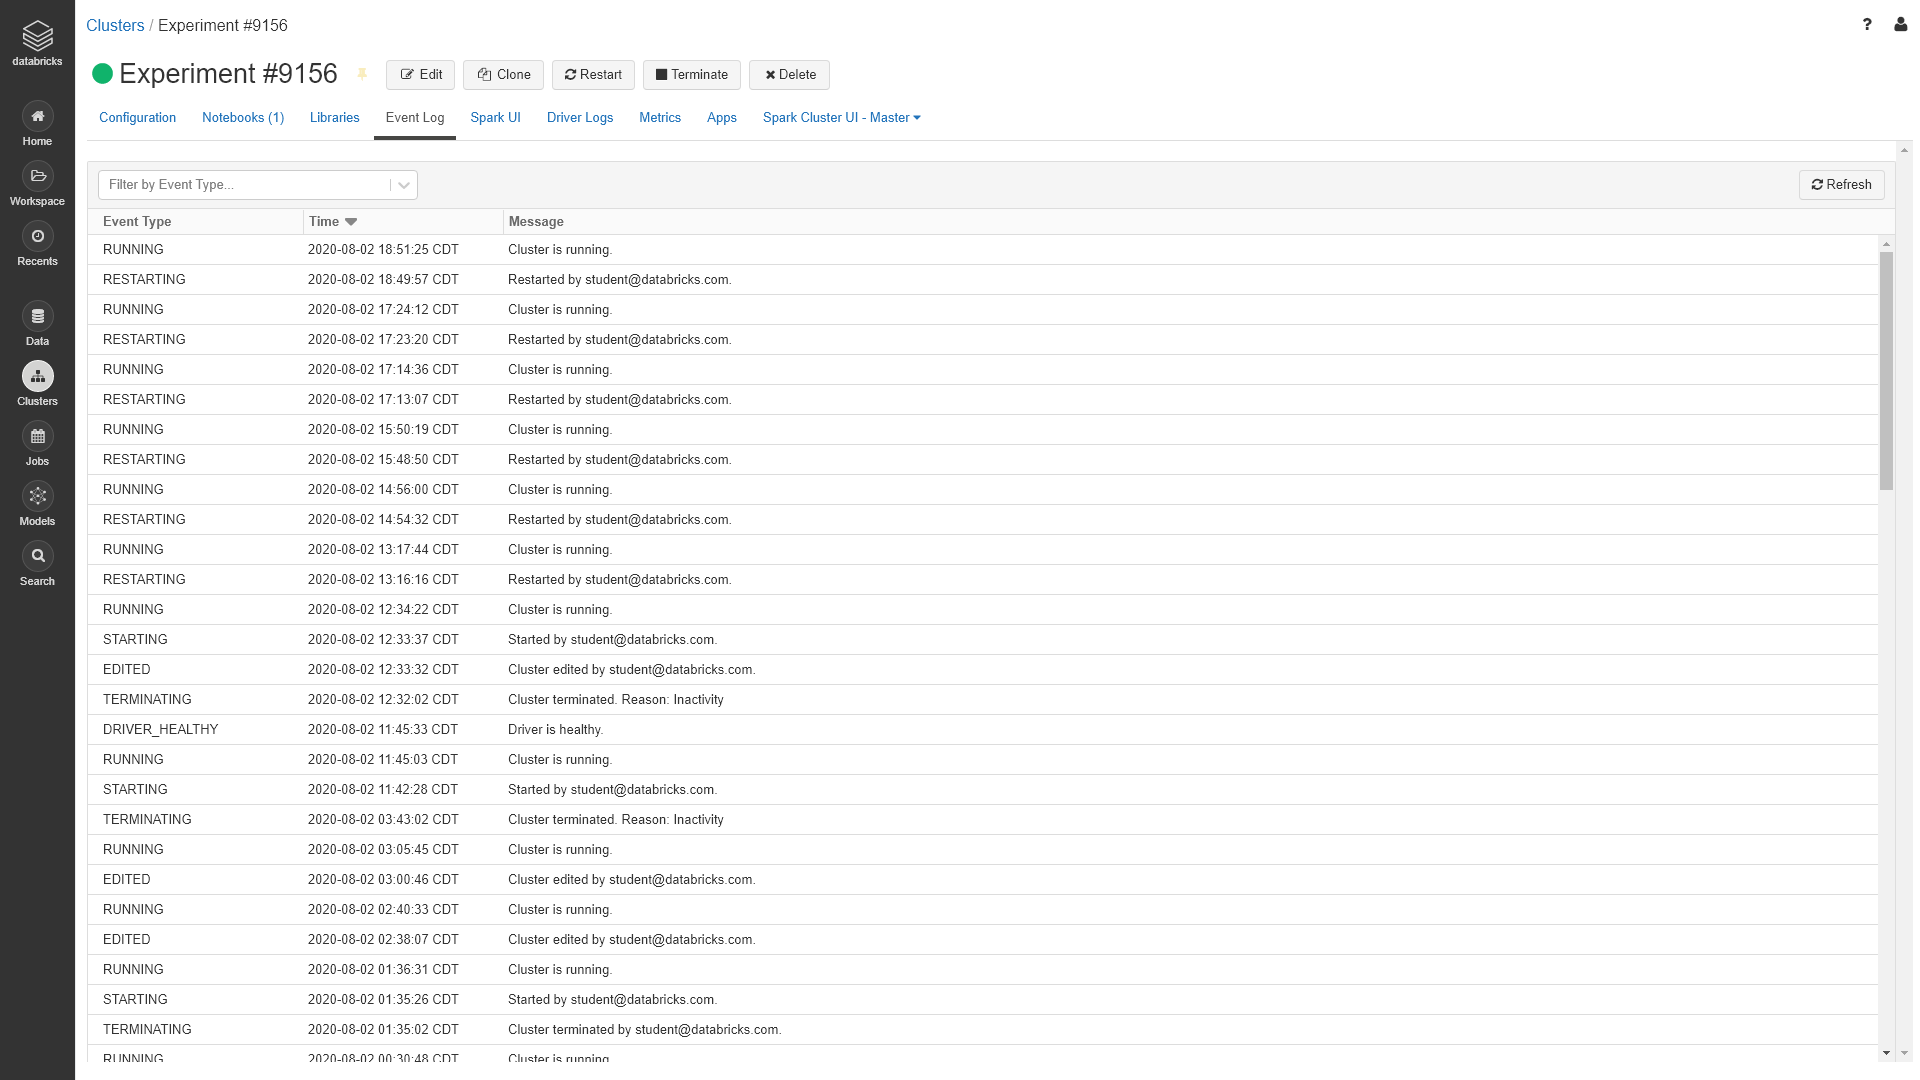 databricks
Home
Workspace
Recents
Data
Clusters
Jobs
Models
Search
Clusters / Experiment #9156
?
Experiment #9156
Edit Clone Restart Terminate Delete
Configuration Notebooks (1) Libraries Event Log Spark UI Driver Logs Metrics Apps Spark Cluster UI - Master
Filter by Event Type... Refresh
Event Type Time Message
RUNNING 2020-08-02 18:51:25 CDT Cluster is running.
RESTARTING 2020-08-02 18:49:57 CDT Restarted by student@databricks.com.
RUNNING 2020-08-02 17:24:12 CDT Cluster is running.
RESTARTING 2020-08-02 17:23:20 CDT Restarted by student@databricks.com.
RUNNING 2020-08-02 17:14:36 CDT Cluster is running.
RESTARTING 2020-08-02 17:13:07 CDT Restarted by student@databricks.com.
RUNNING 2020-08-02 15:50:19 CDT Cluster is running.
RESTARTING 2020-08-02 15:48:50 CDT Restarted by student@databricks.com.
RUNNING 2020-08-02 14:56:00 CDT Cluster is running.
RESTARTING 2020-08-02 14:54:32 CDT Restarted by student@databricks.com.
RUNNING 2020-08-02 13:17:44 CDT Cluster is running.
RESTARTING 2020-08-02 13:16:16 CDT Restarted by student@databricks.com.
RUNNING 2020-08-02 12:34:22 CDT Cluster is running.
STARTING 2020-08-02 12:33:37 CDT Started by student@databricks.com.
EDITED 2020-08-02 12:33:32 CDT Cluster edited by student@databricks.com.
TERMINATING 2020-08-02 12:32:02 CDT Cluster terminated. Reason: Inactivity
DRIVER_HEALTHY 2020-08-02 11:45:33 CDT Driver is healthy.
RUNNING 2020-08-02 11:45:03 CDT Cluster is running.
STARTING 2020-08-02 11:42:28 CDT Started by student@databricks.com.
TERMINATING 2020-08-02 03:43:02 CDT Cluster terminated. Reason: Inactivity
RUNNING 2020-08-02 03:05:45 CDT Cluster is running.
EDITED 2020-08-02 03:00:46 CDT Cluster edited by student@databricks.com.
RUNNING 2020-08-02 02:40:33 CDT Cluster is running.
EDITED 2020-08-02 02:38:07 CDT Cluster edited by student@databricks.com.
RUNNING 2020-08-02 01:36:31 CDT Cluster is running.
STARTING 2020-08-02 01:35:26 CDT Started by student@databricks.com.
TERMINATING 2020-08-02 01:35:02 CDT Cluster terminated by student@databricks.com.
RUNNING 2020-08-02 00:30:48 CDT Cluster is running.